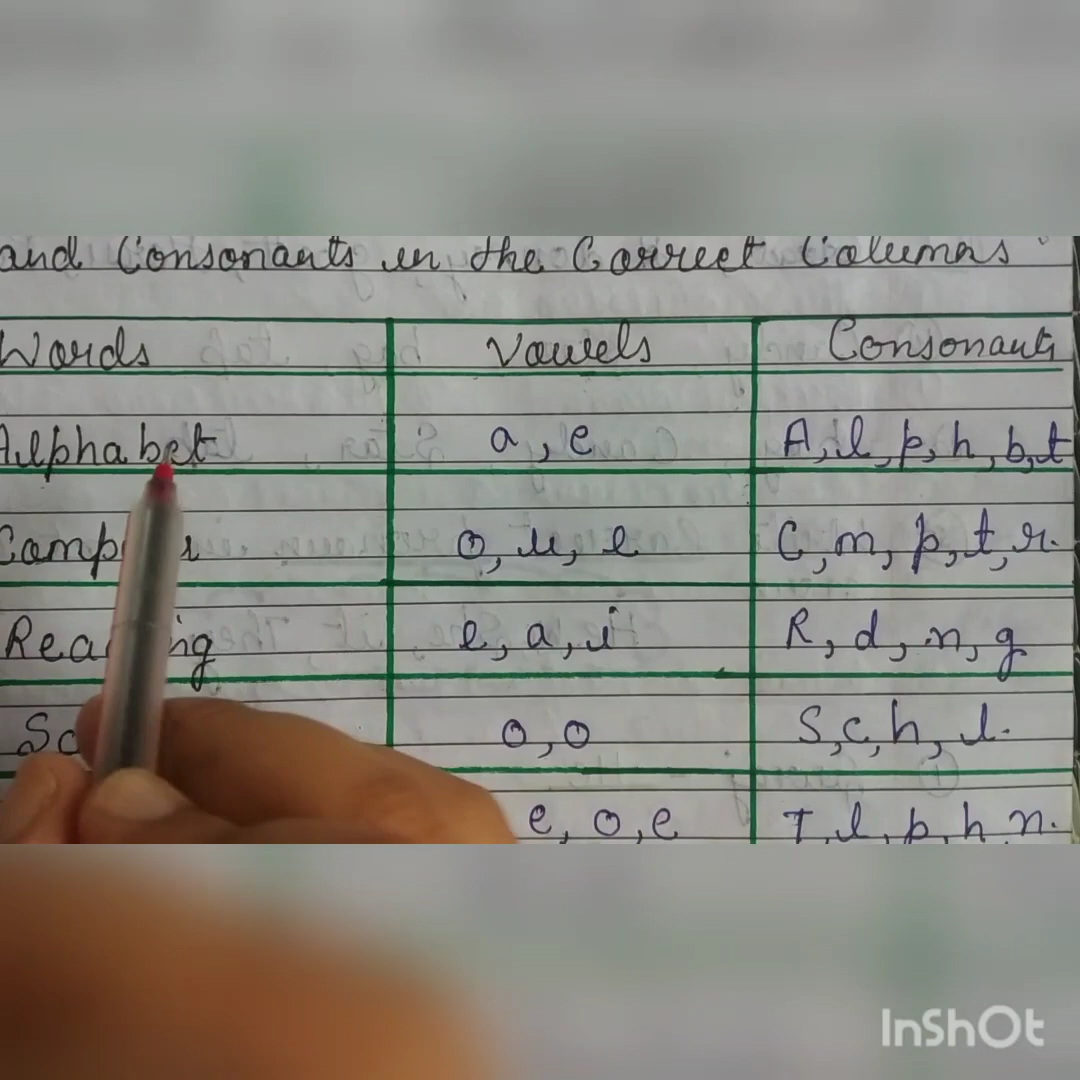 and Consonants in the Correct Columns
Words Vowels Consonants
Alphabet a, e A, l, p, h, b, t
o, u, e C, m, p, t, r.
e, a, i R, d, n, g
o, o S, c, h, l.
e, o, e T, l, p, h, n.
InShOt